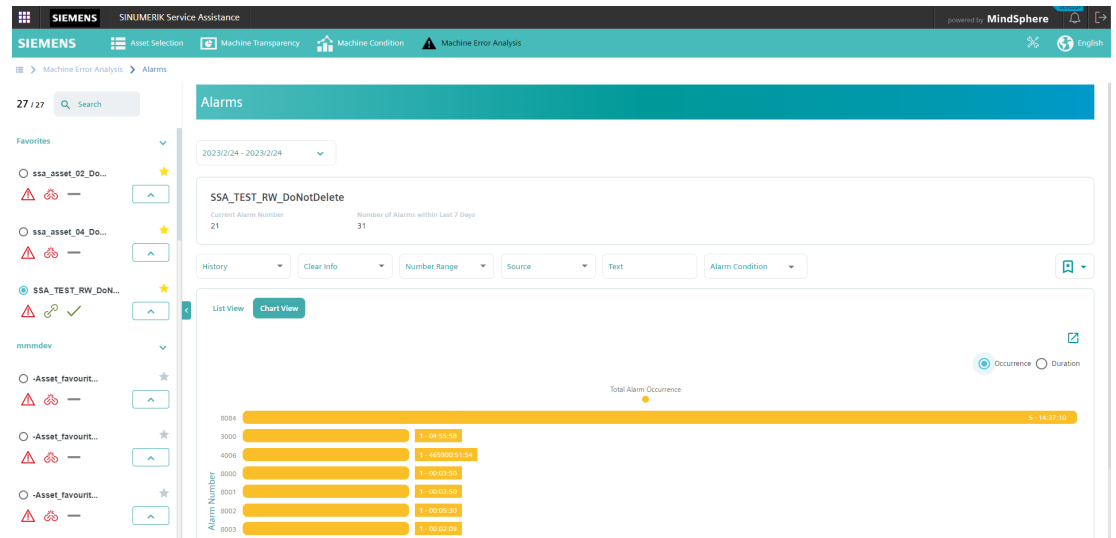 SIEMENS SINUMERIK Service Assistance powered by MindSphere
SIEMENS Asset Selection Machine Transparency Machine Condition Machine Error Analysis English
Machine Error Analysis Alarms
27 / 27 Search
Favorites
ssa_asset_02_Do...
ssa_asset_04_Do...
SSA_TEST_RW_DoN...
mmmdev
-Asset_favourit...
-Asset_favourit...
-Asset_favourit...
Alarms
2023/2/24 - 2023/2/24
SSA_TEST_RW_DoNotDelete
Current Alarm Number Number of Alarms within Last 7 Days
21 31
History Clear Info Number Range Source Text Alarm Condition
List View Chart View
Occurrence Duration
Total Alarm Occurrence
Alarm Number
8084 5 - 14:37:10
3000 1 - 04:55:58
4006 1 - 465900:51:54
8000 1 - 00:03:50
8001 1 - 00:03:50
8002 1 - 00:05:30
8003 1 - 00:02:09